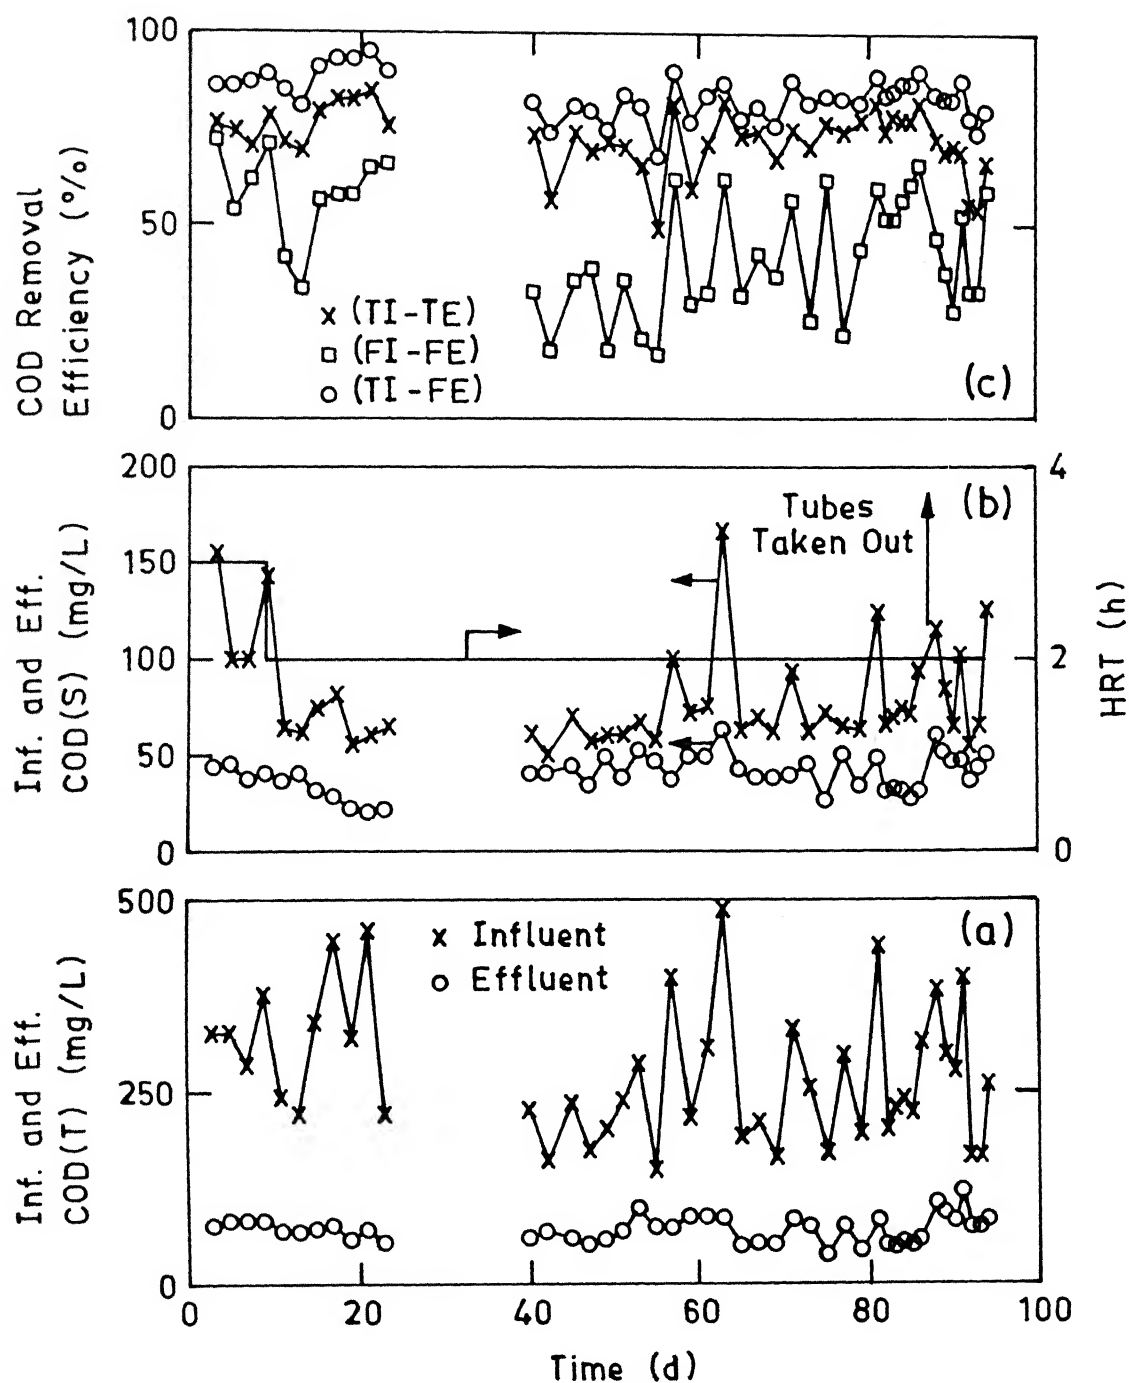 100
50
0
COD Removal
Efficiency (%)
x (TI-TE)
□ (FI-FE)
○ (TI-FE)
(c)
200
150
100
50
0
Inf. and Eff.
COD(S) (mg/L)
Tubes
Taken Out
(b)
4
2
0
HRT (h)
500
250
0
Inf. and Eff.
COD(T) (mg/L)
x Influent
○ Effluent
(a)
0 20 40 60 80 100
Time (d)